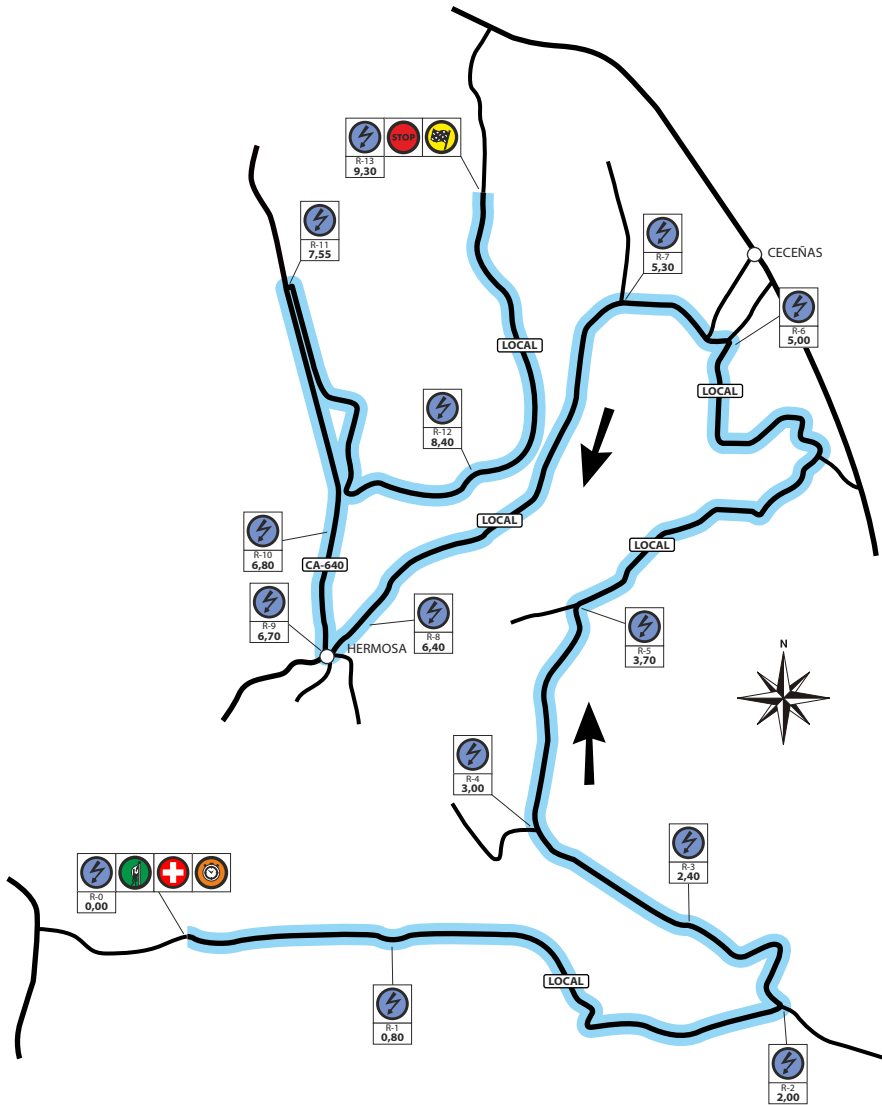 STOP
R-13
9,30
R-11
7,55
R-7
5,30
CECEÑAS
R-6
5,00
LOCAL
LOCAL
R-12
8,40
LOCAL
R-10
6,80
LOCAL
CA-640
R-9
6,70
HERMOSA
R-8
6,40
R-5
3,70
N
R-4
3,00
R-3
2,40
R-0
0,00
LOCAL
R-1
0,80
R-2
2,00